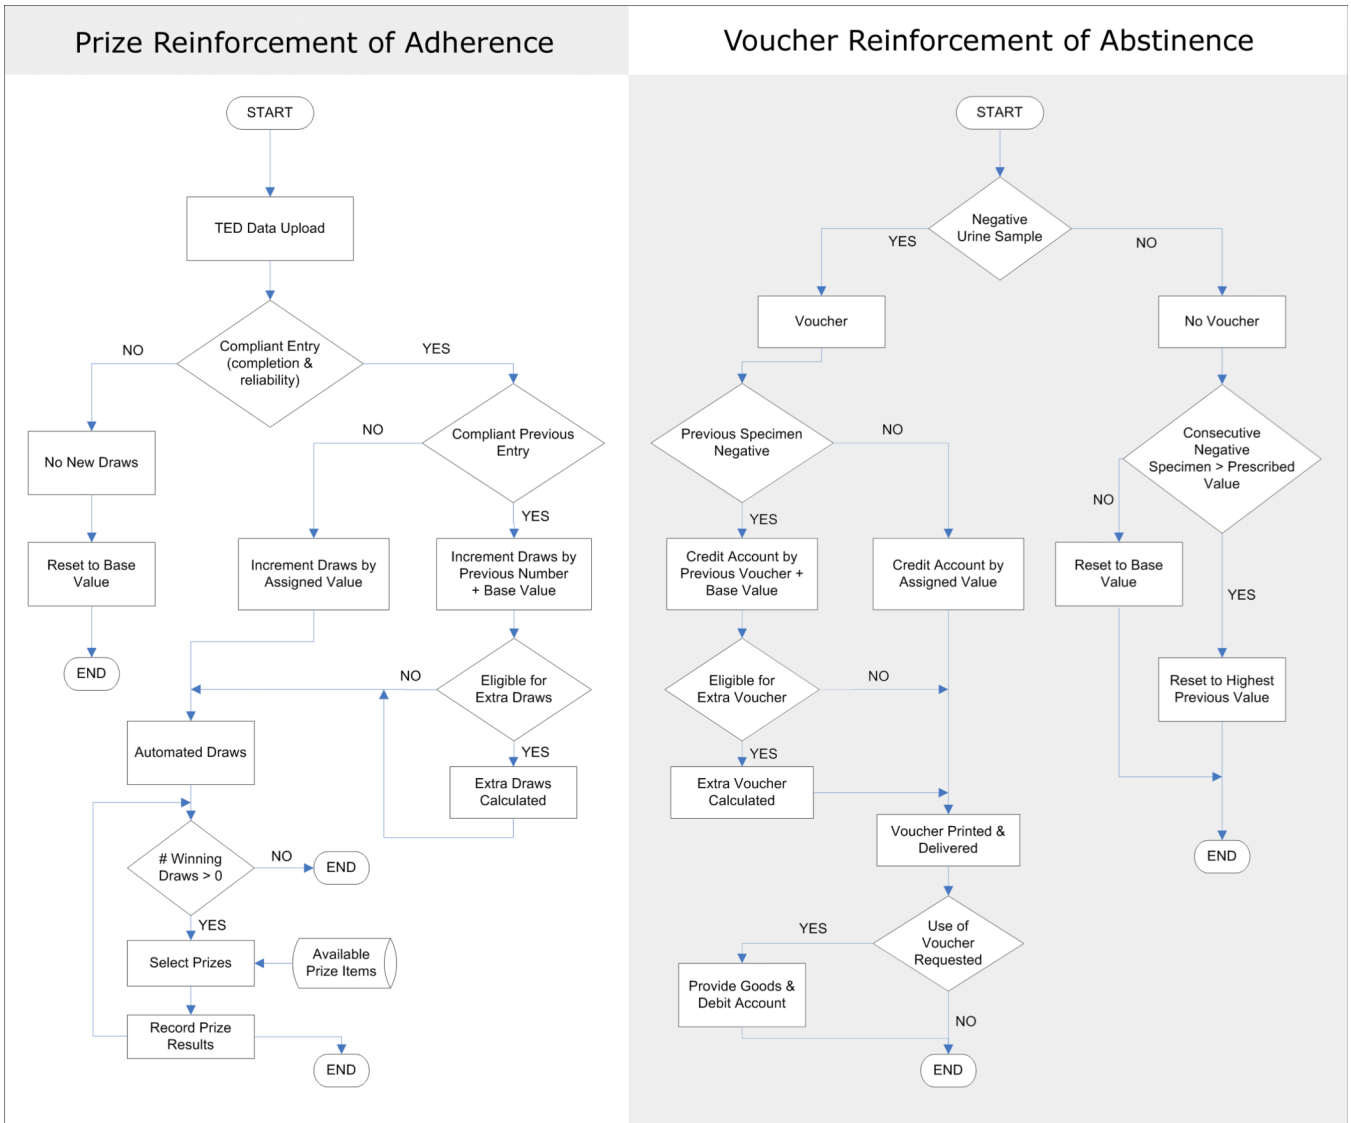 Prize Reinforcement of Adherence
START
TED Data Upload
Compliant Entry
(completion &
reliability)
NO
YES
No New Draws
Reset to Base
Value
END
Compliant Previous
Entry
NO
YES
Increment Draws by
Assigned Value
Increment Draws by
Previous Number
+ Base Value
Eligible for
Extra Draws
NO
YES
Extra Draws
Calculated
Automated Draws
# Winning
Draws > 0
NO
END
YES
Select Prizes
Available
Prize Items
Record Prize
Results
END
Voucher Reinforcement of Abstinence
START
Negative
Urine Sample
YES
NO
Voucher
No Voucher
Previous Specimen
Negative
NO
YES
Credit Account by
Previous Voucher +
Base Value
Credit Account by
Assigned Value
Eligible for
Extra Voucher
NO
YES
Extra Voucher
Calculated
Voucher Printed &
Delivered
Use of
Voucher
Requested
YES
Provide Goods &
Debit Account
NO
END
Consecutive
Negative
Specimen > Prescribed
Value
NO
Reset to Base
Value
YES
Reset to Highest
Previous Value
END